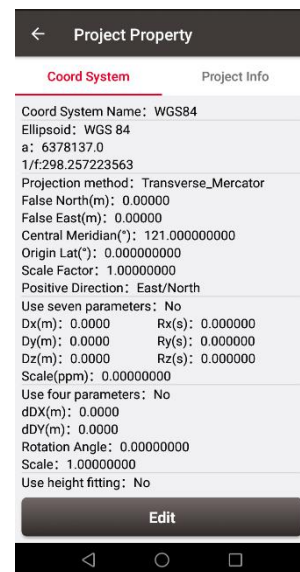 Project Property
Coord System Project Info
Coord System Name: WGS84
Ellipsoid: WGS 84
a: 6378137.0
1/f:298.257223563
Projection method: Transverse_Mercator
False North(m): 0.00000
False East(m): 0.00000
Central Meridian(°): 121.000000000
Origin Lat(°): 0.000000000
Scale Factor: 1.00000000
Positive Direction: East/North
Use seven parameters: No
Dx(m): 0.0000 Rx(s): 0.000000
Dy(m): 0.0000 Ry(s): 0.000000
Dz(m): 0.0000 Rz(s): 0.000000
Scale(ppm): 0.00000000
Use four parameters: No
dDX(m): 0.0000
dDY(m): 0.0000
Rotation Angle: 0.00000000
Scale: 1.00000000
Use height fitting: No
Edit